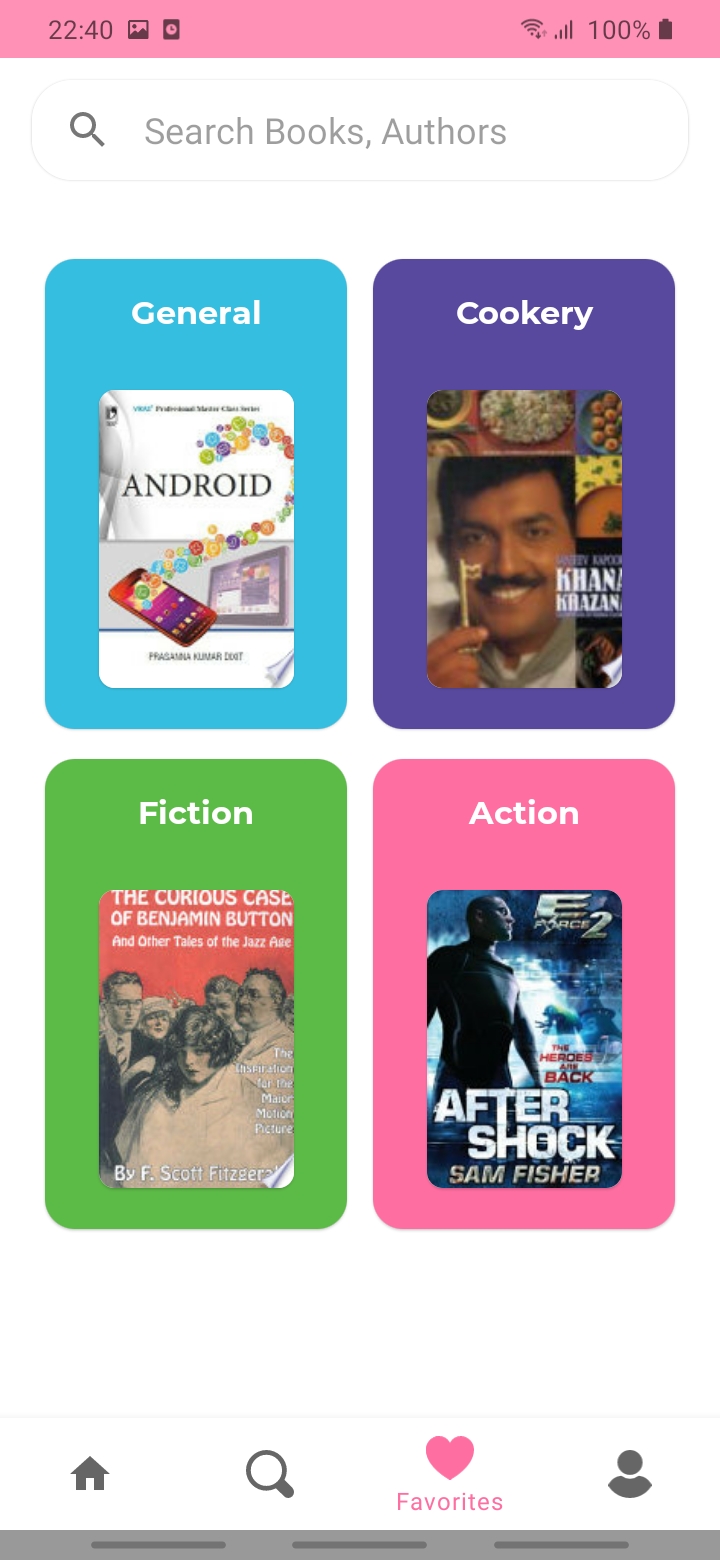 22:40
100%
Search Books, Authors
General
Cookery
VIKAS® Professional Master Class Series
ANDROID
PRASANNA KUMAR DIXIT
SANJEEV KAPOOR
KHANA
KHAZAN
Fiction
Action
THE CURIOUS CASE
OF BENJAMIN BUTTON
And Other Tales of the Jazz Age
The
Inspiration
for the
Major
Motion
Picture
By F. Scott Fitzgeral
E
FORCE 2
THE
HEROES
ARE
BACK
AFTER
SHOCK
SAM FISHER
Favorites